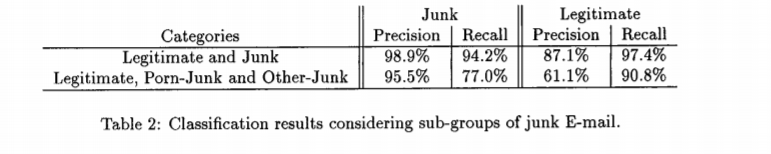 Junk Legitimate
Categories Precision Recall Precision Recall
Legitimate and Junk 98.9% 94.2% 87.1% 97.4%
Legitimate, Porn-Junk and Other-Junk 95.5% 77.0% 61.1% 90.8%
Table 2: Classification results considering sub-groups of junk E-mail.